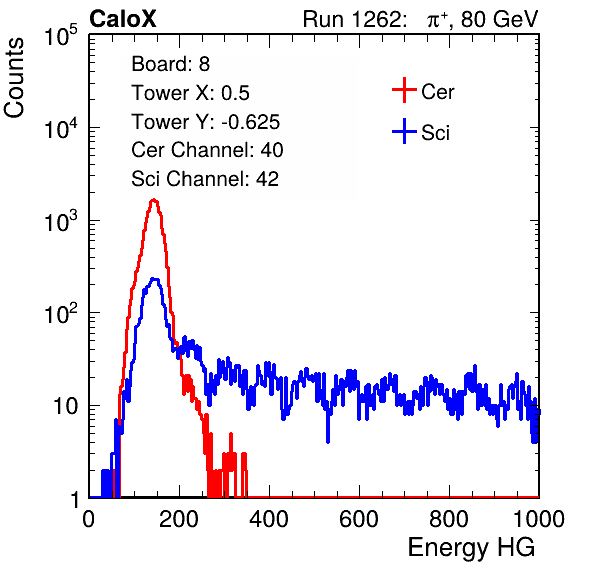 CaloX Run 1262: π⁺, 80 GeV
Counts
10⁵
10⁴
10³
10²
10
1
Board: 8
Tower X: 0.5
Tower Y: -0.625
Cer Channel: 40
Sci Channel: 42
Cer
Sci
0 200 400 600 800 1000
Energy HG